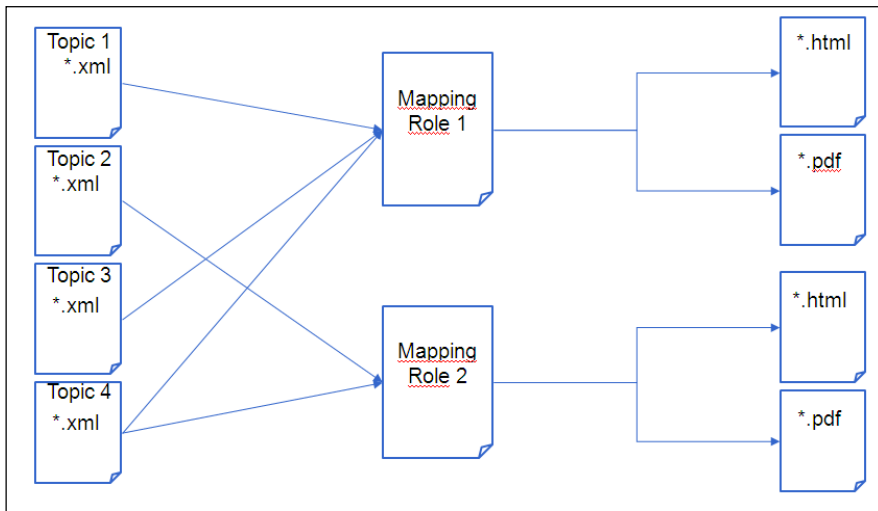 Topic 1
*.xml
Topic 2
*.xml
Topic 3
*.xml
Topic 4
*.xml
Mapping
Role 1
Mapping
Role 2
*.html
*.pdf
*.html
*.pdf